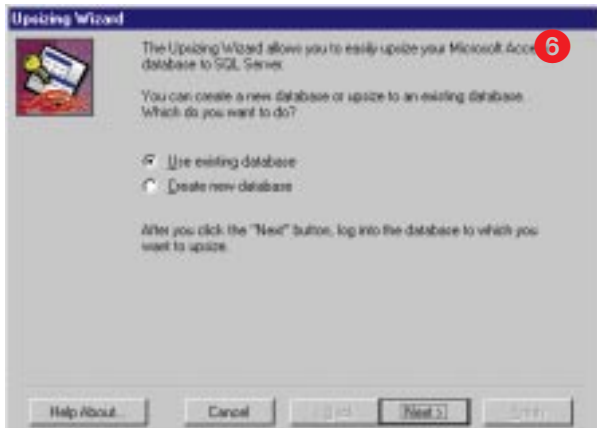 Upsizing Wizard
The Upsizing Wizard allows you to easily upsize your Microsoft Acce
6
database to SQL Server.
You can create a new database or upsize to an existing database.
Which do you want to do?
Use existing database
Create new database
After you click the "Next" button, log into the database to which you
want to upsize.
Help About...
Cancel
Next >